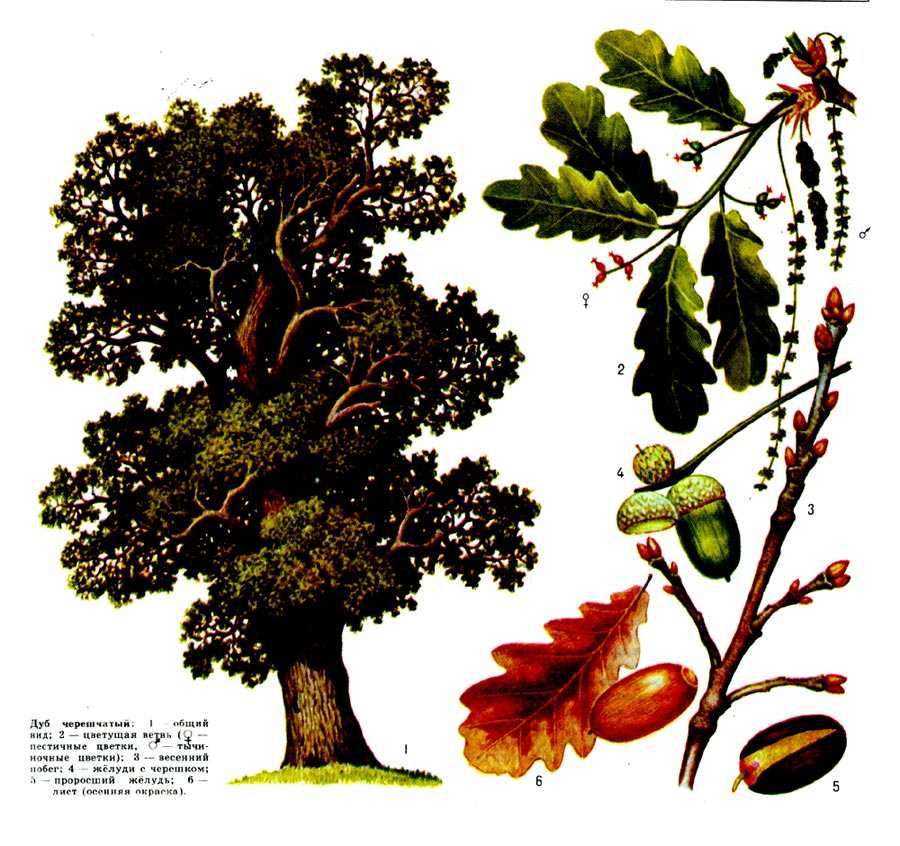 ♂
♀
2
4
3
1
6
5
Дуб черешчатый: 1 — общий
вид; 2 — цветущая ветвь (♀ —
пестичные цветки, ♂ — тычи-
ночные цветки); 3 — весенний
побег; 4 — жёлуди с черешком;
5 — проросший жёлудь; 6 —
лист (осенняя окраска).